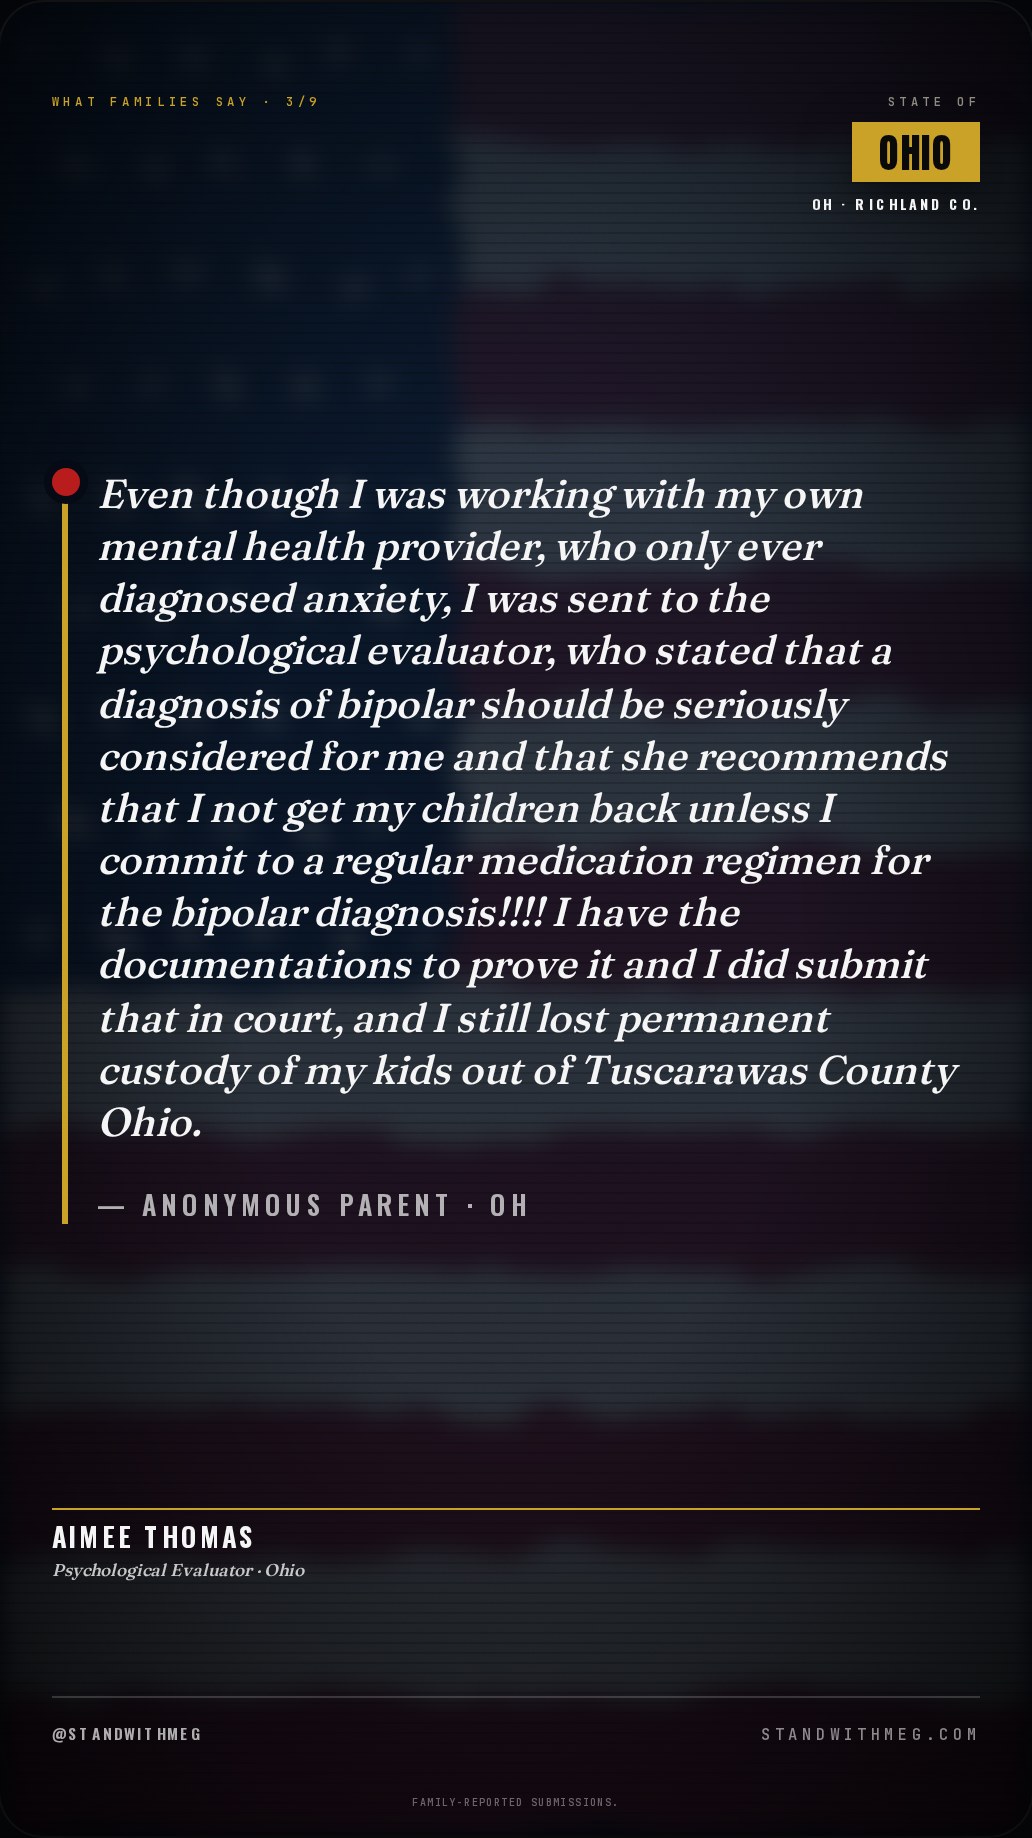 WHAT FAMILIES SAY · 3/9
STATE OF
OHIO
OH · RICHLAND CO.
Even though I was working with my own
mental health provider, who only ever
diagnosed anxiety, I was sent to the
psychological evaluator, who stated that a
diagnosis of bipolar should be seriously
considered for me and that she recommends
that I not get my children back unless I
commit to a regular medication regimen for
the bipolar diagnosis!!!! I have the
documentations to prove it and I did submit
that in court, and I still lost permanent
custody of my kids out of Tuscarawas County
Ohio.
— ANONYMOUS PARENT · OH
AIMEE THOMAS
Psychological Evaluator · Ohio
@STANDWITHMEG
STANDWITHMEG.COM
FAMILY-REPORTED SUBMISSIONS.